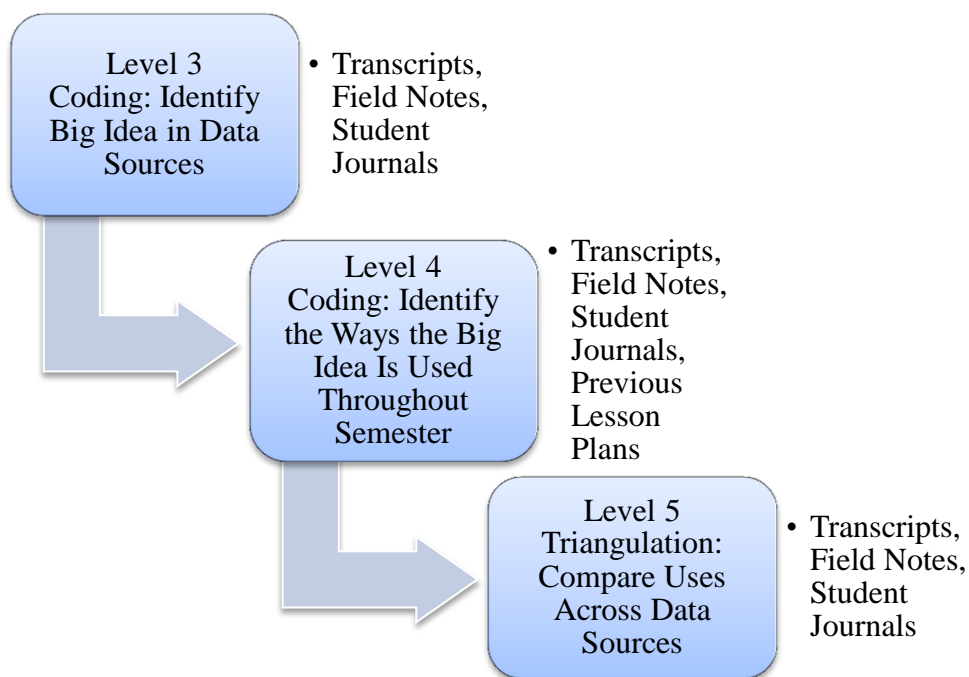 Level 3
Coding: Identify
Big Idea in Data
Sources
• Transcripts,
Field Notes,
Student
Journals
Level 4
Coding: Identify
the Ways the Big
Idea Is Used
Throughout
Semester
• Transcripts,
Field Notes,
Student
Journals,
Previous
Lesson
Plans
Level 5
Triangulation:
Compare Uses
Across Data
Sources
• Transcripts,
Field Notes,
Student
Journals